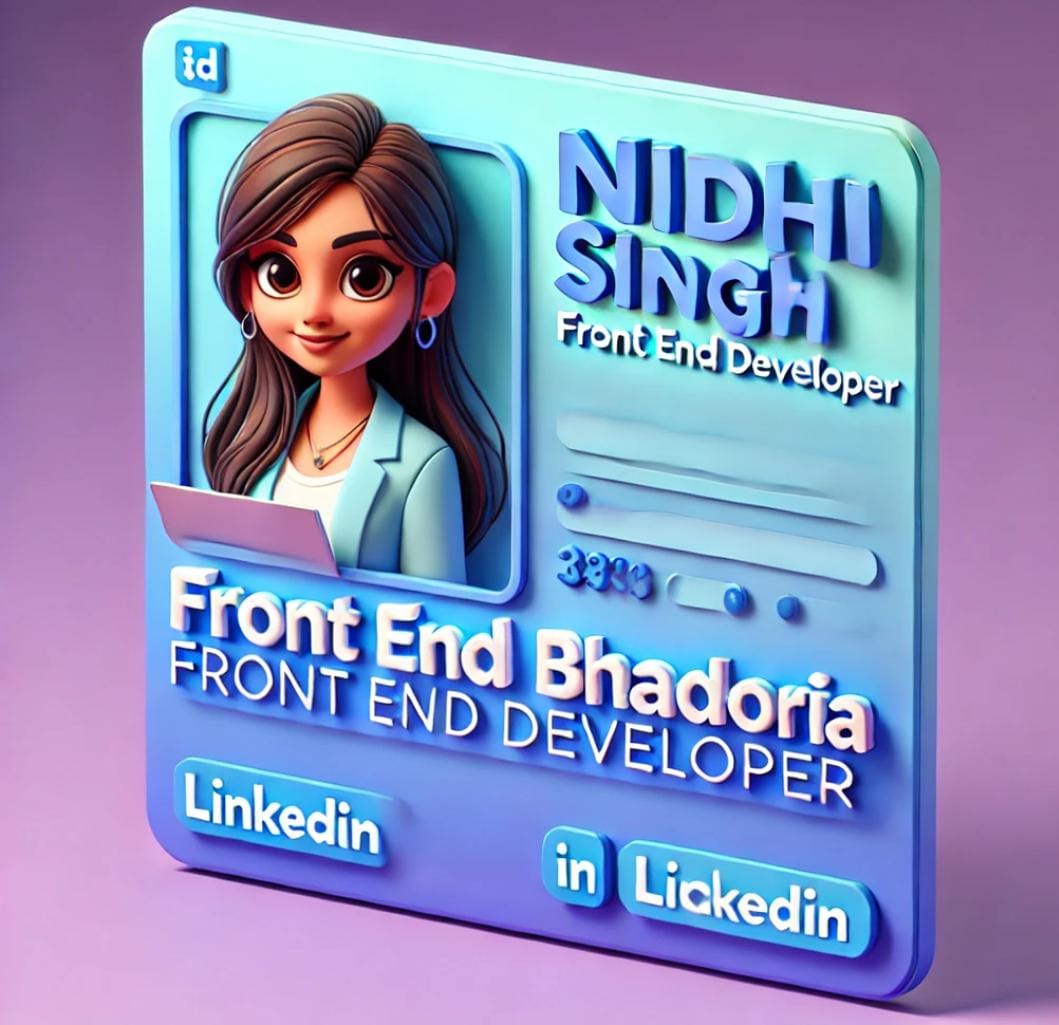 id
NIDHI
SINGH
Front End Developer
Front End Bhadoria
FRONT END DEVELOPER
Linkedin
in Lickedin